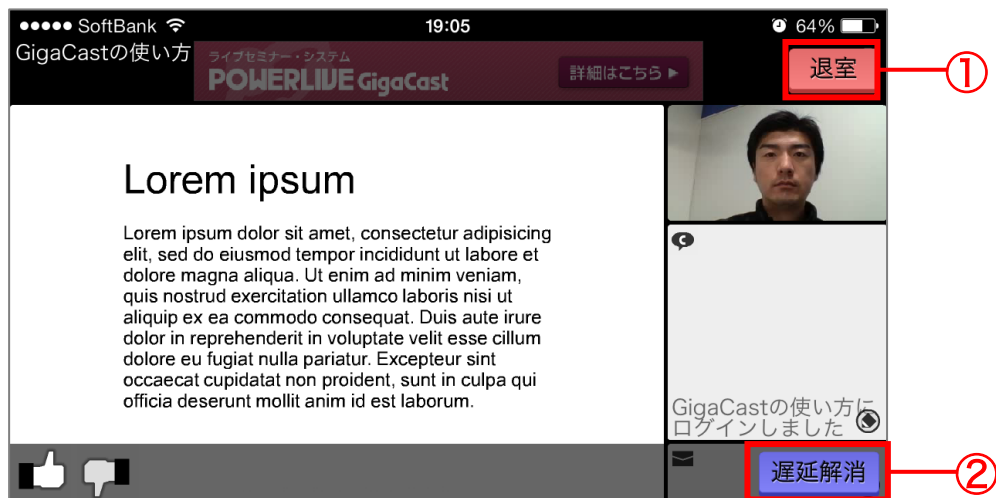 SoftBank 19:05 64%
GigaCastの使い方
ライブセミナー・システム
POWERLIVE GigaCast
詳細はこちら
退室
①
Lorem ipsum
Lorem ipsum dolor sit amet, consectetur adipisicing
elit, sed do eiusmod tempor incididunt ut labore et
dolore magna aliqua. Ut enim ad minim veniam,
quis nostrud exercitation ullamco laboris nisi ut
aliquip ex ea commodo consequat. Duis aute irure
dolor in reprehenderit in voluptate velit esse cillum
dolore eu fugiat nulla pariatur. Excepteur sint
occaecat cupidatat non proident, sunt in culpa qui
officia deserunt mollit anim id est laborum.
GigaCastの使い方に
ログインしました
遅延解消
②